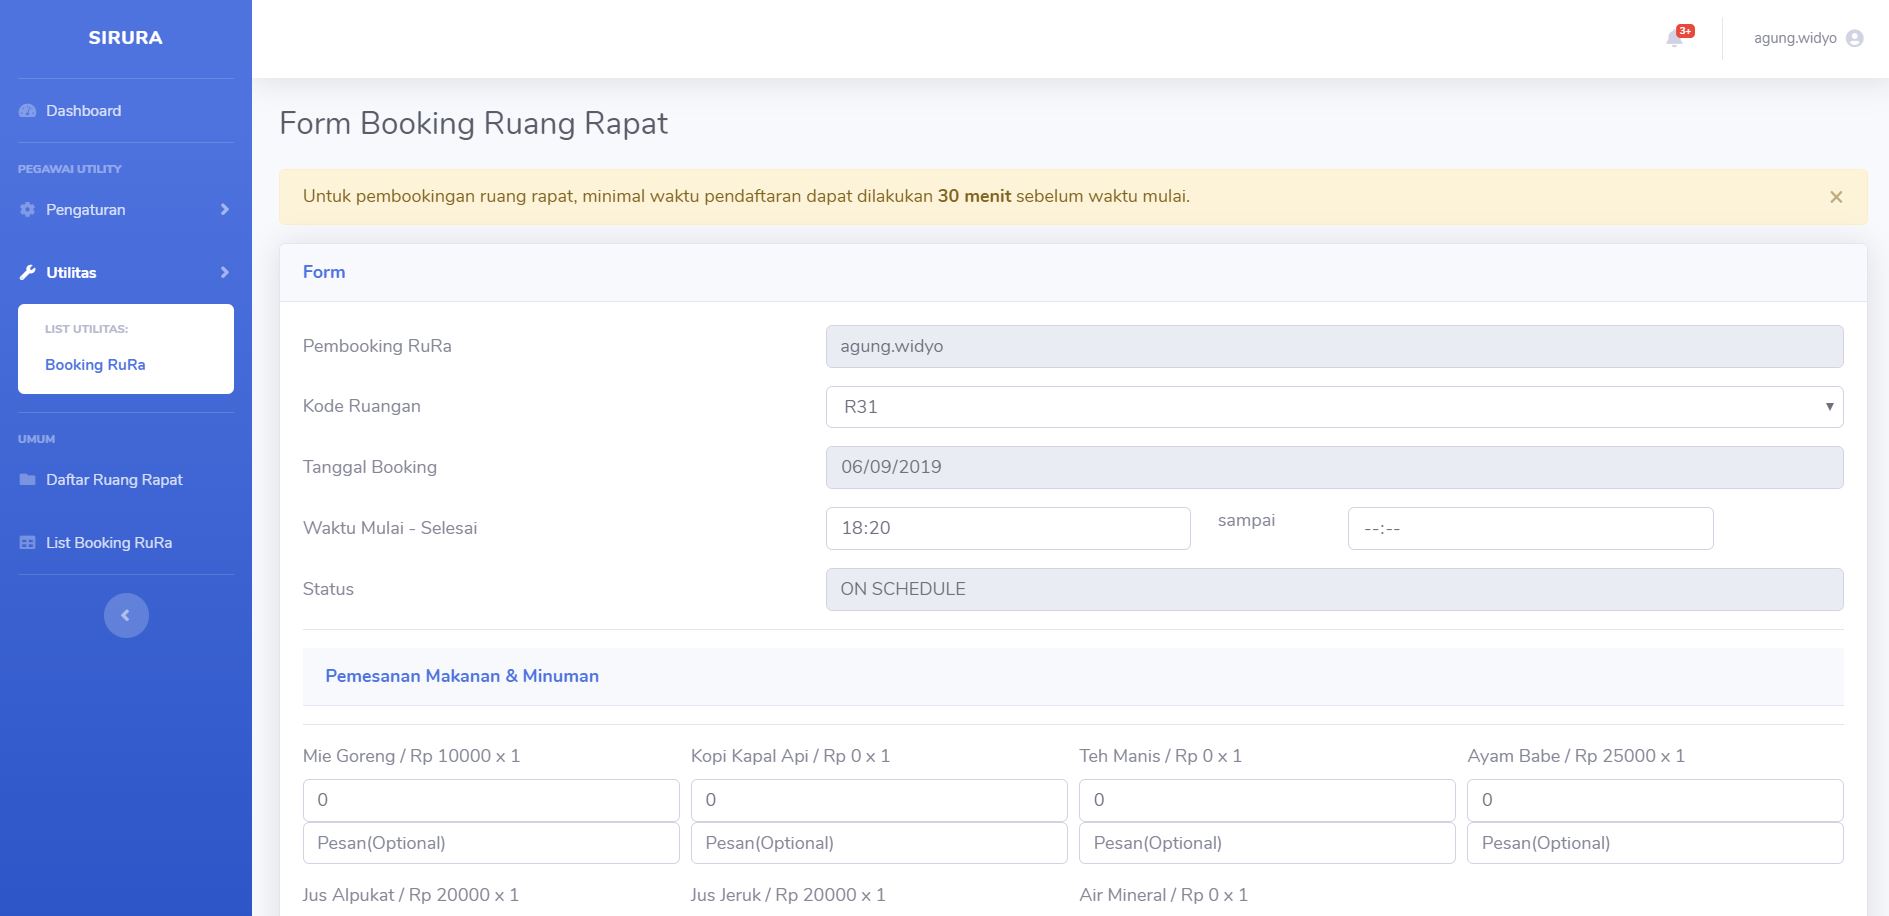 SIRURA
3+
agung.widyo
Dashboard
PEGAWAI UTILITY
Pengaturan
Utilitas
LIST UTILITAS:
Booking RuRa
UMUM
Daftar Ruang Rapat
List Booking RuRa
Form Booking Ruang Rapat
Untuk pembookingan ruang rapat, minimal waktu pendaftaran dapat dilakukan 30 menit sebelum waktu mulai. ×
Form
Pembooking RuRa agung.widyo
Kode Ruangan R31
Tanggal Booking 06/09/2019
Waktu Mulai - Selesai 18:20 sampai --:--
Status ON SCHEDULE
Pemesanan Makanan & Minuman
Mie Goreng / Rp 10000 x 1 Kopi Kapal Api / Rp 0 x 1 Teh Manis / Rp 0 x 1 Ayam Babe / Rp 25000 x 1
0 0 0 0
Pesan(Optional) Pesan(Optional) Pesan(Optional) Pesan(Optional)
Jus Alpukat / Rp 20000 x 1 Jus Jeruk / Rp 20000 x 1 Air Mineral / Rp 0 x 1